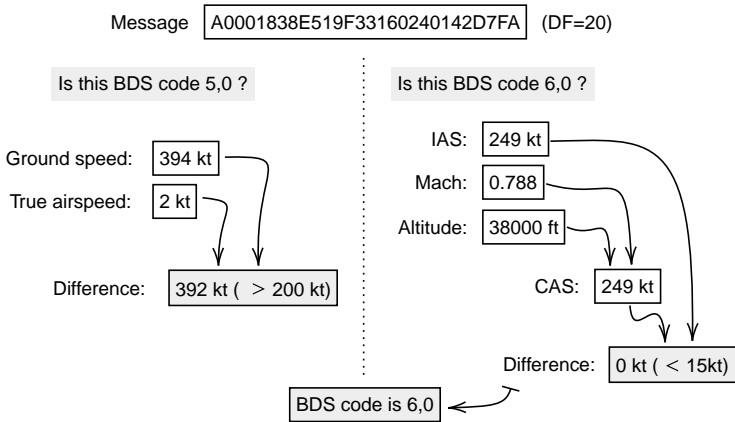 Message A0001838E519F33160240142D7FA (DF=20)
Is this BDS code 5,0 ?
Ground speed: 394 kt
True airspeed: 2 kt
Difference: 392 kt ( > 200 kt)
Is this BDS code 6,0 ?
IAS: 249 kt
Mach: 0.788
Altitude: 38000 ft
CAS: 249 kt
Difference: 0 kt ( < 15kt)
BDS code is 6,0